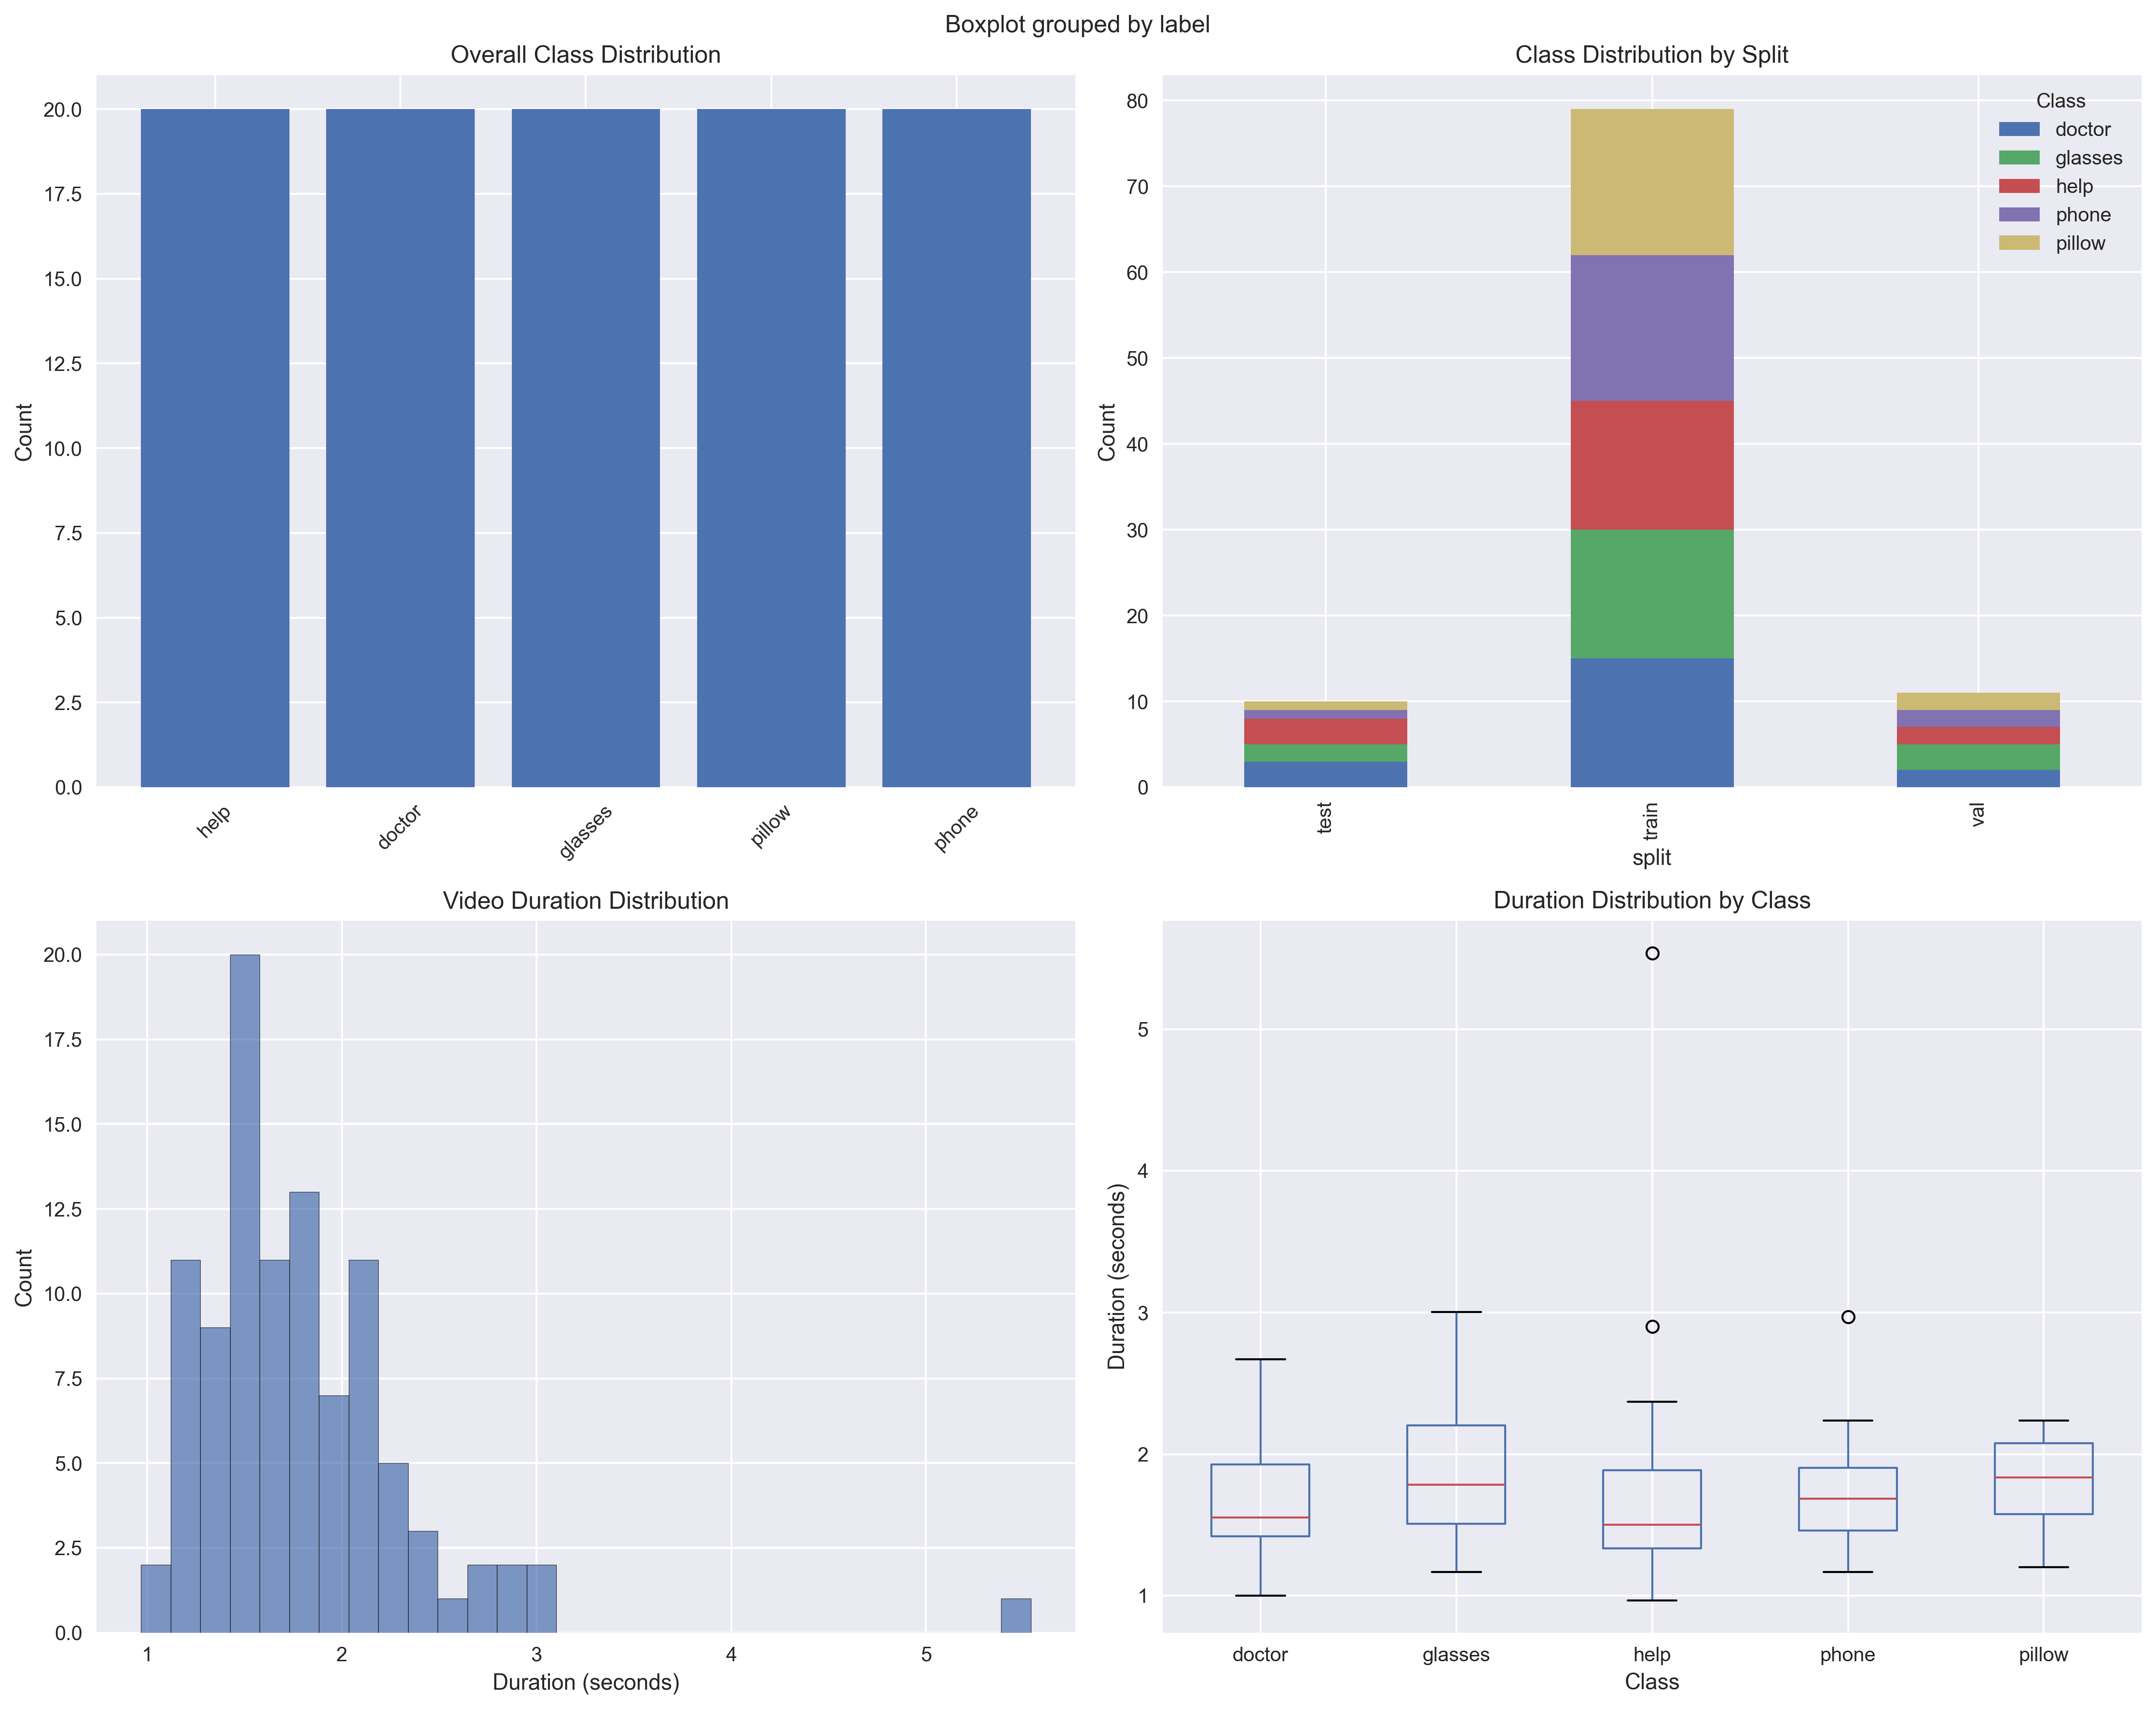 Boxplot grouped by label
Overall Class Distribution
Count
20.0
17.5
15.0
12.5
10.0
7.5
5.0
2.5
0.0
help
doctor
glasses
pillow
phone
Class Distribution by Split
Count
80
70
60
50
40
30
20
10
0
Class
doctor
glasses
help
phone
pillow
test
train
val
split
Video Duration Distribution
Count
20.0
17.5
15.0
12.5
10.0
7.5
5.0
2.5
0.0
1
2
3
4
5
Duration (seconds)
Duration Distribution by Class
Duration (seconds)
5
4
3
2
1
doctor
glasses
help
phone
pillow
Class